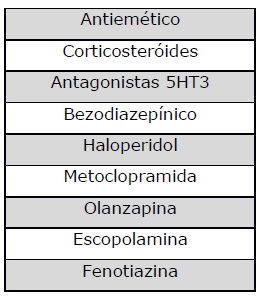 Antiemético
Corticosteróides
Antagonistas 5HT3
Bezodiazepínico
Haloperidol
Metoclopramida
Olanzapina
Escopolamina
Fenotiazina